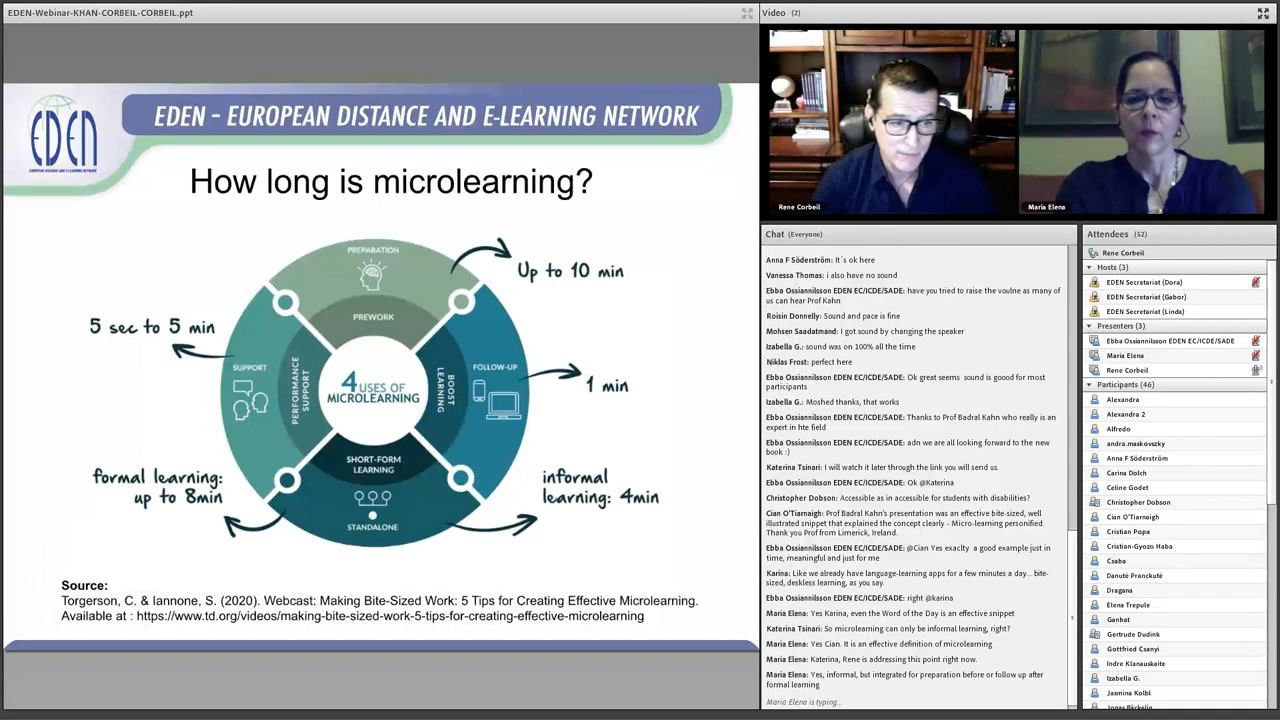 EDEN-Webinar-KHAN-CORBEIL-CORBEIL.ppt
EDEN
EUROPEAN DISTANCE AND E-LEARNING NETWORK
EDEN - EUROPEAN DISTANCE AND E-LEARNING NETWORK
How long is microlearning?
PREPARATION
PREWORK
Up to 10 min
5 sec to 5 min
SUPPORT
PERFORMANCE
SUPPORT
4 USES OF
MICROLEARNING
BOOST
LEARNING
FOLLOW-UP
1 min
SHORT-FORM
LEARNING
STANDALONE
formal learning:
up to 8min
informal
learning: 4min
Source:
Torgerson, C. & Iannone, S. (2020). Webcast: Making Bite-Sized Work: 5 Tips for Creating Effective Microlearning.
Available at : https://www.td.org/videos/making-bite-sized-work-5-tips-for-creating-effective-microlearning
Video (2)
Rene Corbeil
Maria Elena
Chat (Everyone)
Anna F Söderström: It´s ok here
Vanessa Thomas: i also have no sound
Ebba Ossiannilsson EDEN EC/ICDE/SADE: have you tried to raise the voulne as many of
us can hear Prof Kahn
Roisin Donnelly: Sound and pace is fine
Mohsen Saadatmand: I got sound by changing the speaker
Izabella G.: sound was on 100% all the time
Niklas Frost: perfect here
Ebba Ossiannilsson EDEN EC/ICDE/SADE: Ok great seems  sound is goood for most
participants
Izabella G.: Moshed thanks, that works
Ebba Ossiannilsson EDEN EC/ICDE/SADE: Thanks to Prof Badral Kahn who really is an
expert in hte field
Ebba Ossiannilsson EDEN EC/ICDE/SADE: adn we are all looking forward to the new
book :)
Katerina Tsinari: I will watch it later through the link you will send us.
Ebba Ossiannilsson EDEN EC/ICDE/SADE: Ok @Katerina
Christopher Dobson: Accessible as in accessible for students with disabilities?
Cian O'Tiarnaigh: Prof Badral Kahn's presentation was an effective bite-sized, well
illustrated snippet that explained the concept clearly - Micro-learning personified.
Thank you Prof from Limerick, Ireland.
Ebba Ossiannilsson EDEN EC/ICDE/SADE: @Cian Yes exaclty  a good example just in
time, meaningful and just for me
Karina: Like we already have language-learning apps for a few minutes a day... bite-
sized, deskless learning, as you say.
Ebba Ossiannilsson EDEN EC/ICDE/SADE: right @karina
Maria Elena: Yes Karina, even the Word of the Day is an effective snippet
Katerina Tsinari: So microlearning can only be informal learning, right?
Maria Elena: Yes Cian. It is an effective definition of microlearning
Maria Elena: Katerina, Rene is addressing this point right now.
Maria Elena: Yes, informal, but integrated for preparation before or follow up after
formal learning
Maria Elena is typing...
Attendees (52)
Rene Corbeil
Hosts (3)
EDEN Secretariat (Dora)
EDEN Secretariat (Gabor)
EDEN Secretariat (Linda)
Presenters (3)
Ebba Ossiannilsson EDEN EC/ICDE/SADE
Maria Elena
Rene Corbeil
Participants (46)
Alexandra
Alexandra 2
Alfredo
andra.maskovszky
Anna F Söderström
Carina Dolch
Celine Godet
Christopher Dobson
Cian O'Tiarnaigh
Cristian Popa
Cristian-Gyozo Haba
Csaba
Danutė Pranckutė
Dragana
Elena Trepule
Ganbat
Gertrude Dudink
Gottfried Csanyi
Indre Klanauskaite
Izabella G.
Jasmina Kolbl